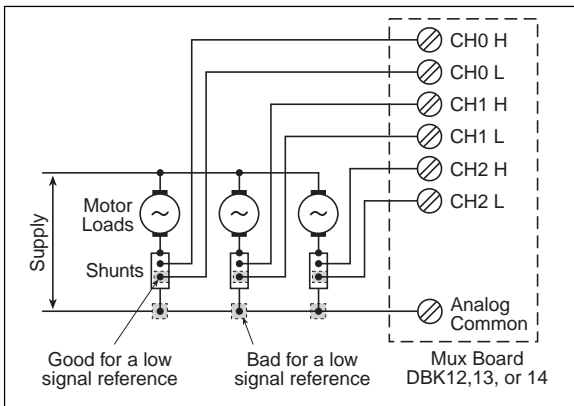 CH0 H
CH0 L
CH1 H
CH1 L
CH2 H
CH2 L
Motor
Loads
Supply
Shunts
Analog
Common
Good for a low
signal reference
Bad for a low
signal reference
Mux Board
DBK12,13, or 14